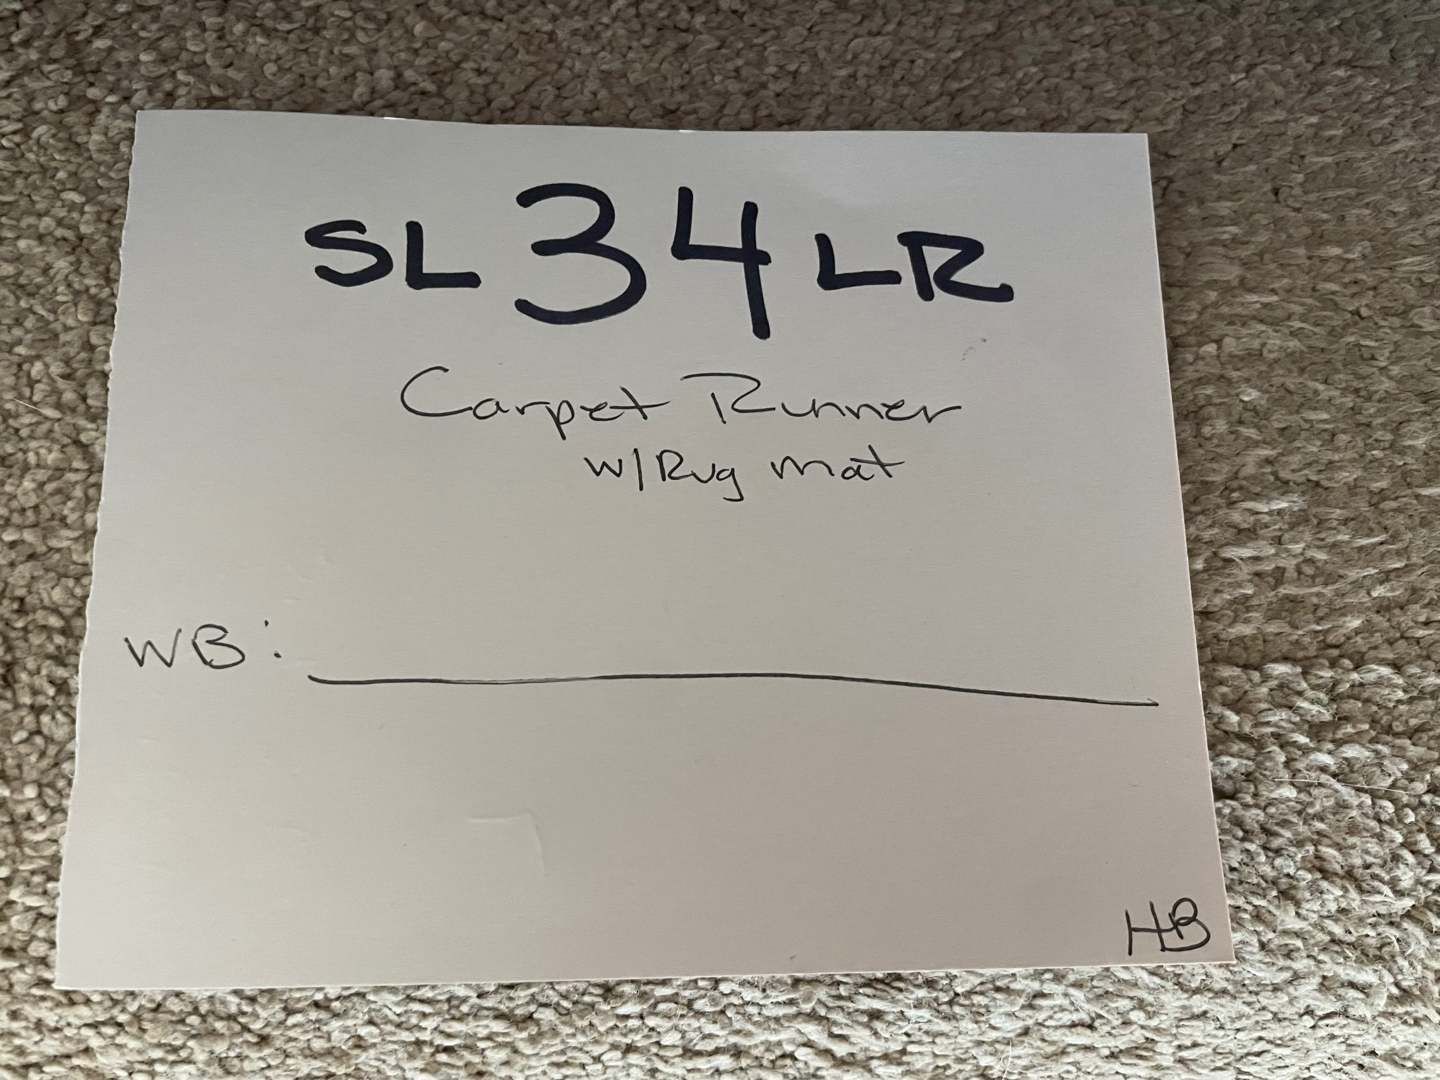 SL 34 LR
Carpet Runner
w/Rug mat
WB:
HB